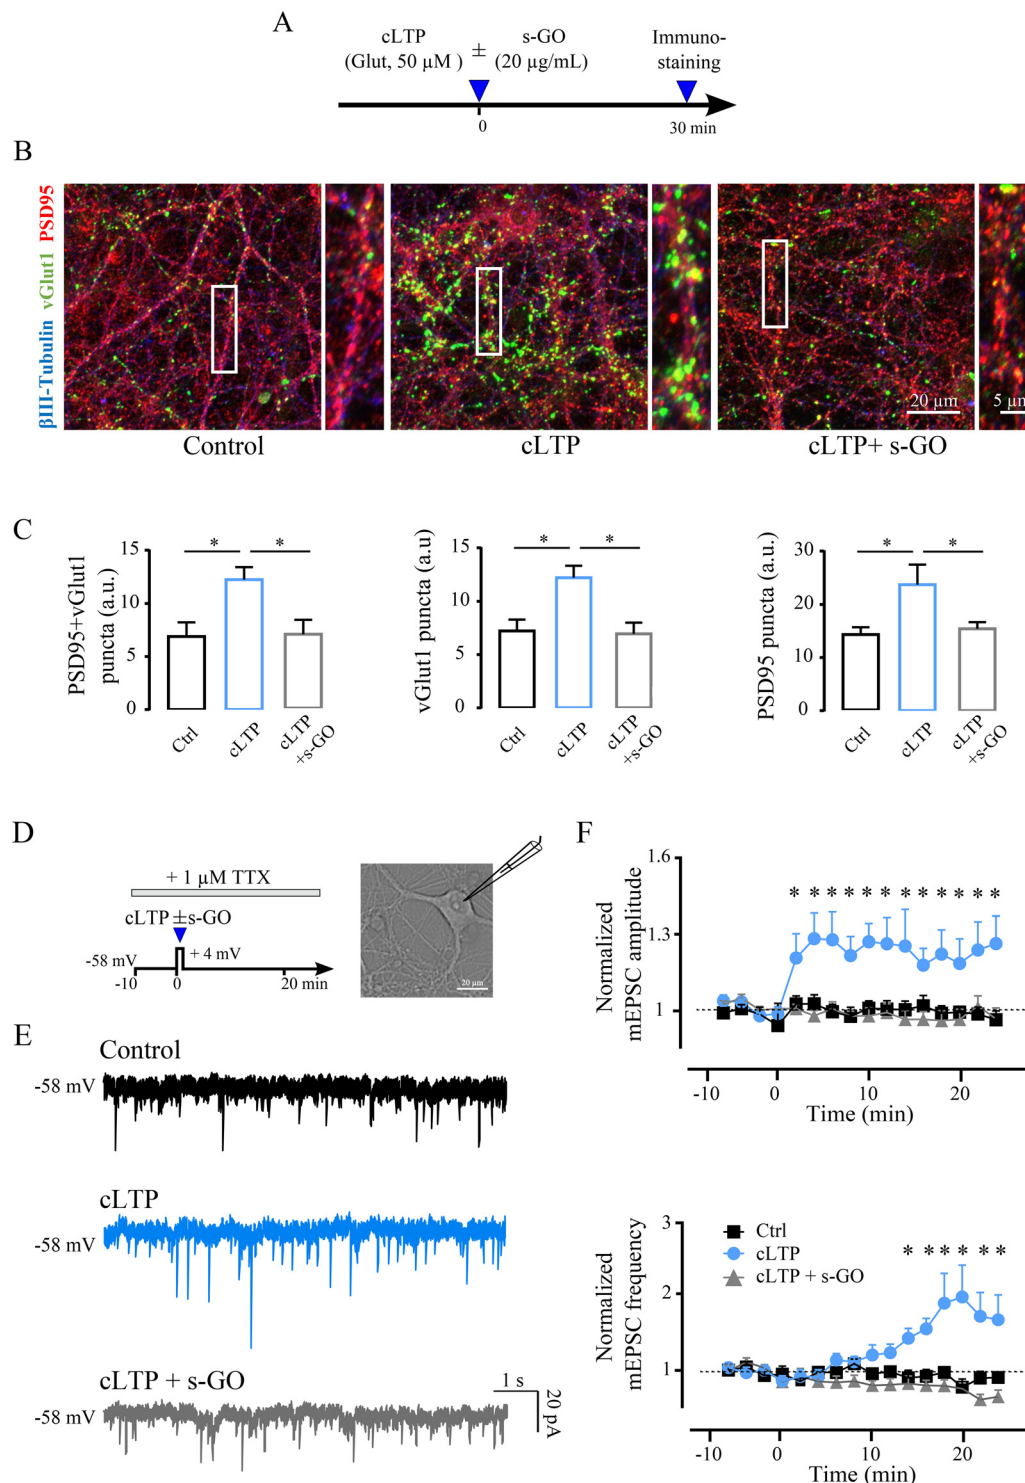 A
cLTP
(Glut, 50 µM )
±
s-GO
(20 µg/mL)
Immuno-
staining
0
30 min
B
βIII-Tubulin vGlut1 PSD95
20 µm
5 µm
Control
cLTP
cLTP+ s-GO
C
PSD95+vGlut1
puncta (a.u.)
15
10
5
0
* *
Ctrl
cLTP
cLTP
+s-GO
vGlut1 puncta (a.u)
15
10
5
0
* *
Ctrl
cLTP
cLTP
+s-GO
PSD95 puncta (a.u.)
30
20
10
0
* *
Ctrl
cLTP
cLTP
+s-GO
D
+ 1 µM TTX
cLTP ±s-GO
-58 mV
+ 4 mV
-10
0
20 min
20 µm
E
Control
-58 mV
cLTP
-58 mV
cLTP + s-GO
-58 mV
1 s
20 pA
F
Normalized
mEPSC amplitude
1.6
1.3
1
* * * * * * * * * * * *
-10 0 10 20
Time (min)
Normalized
mEPSC frequency
3
2
1
Ctrl
cLTP
cLTP + s-GO
* * * * * *
-10 0 10 20
Time (min)